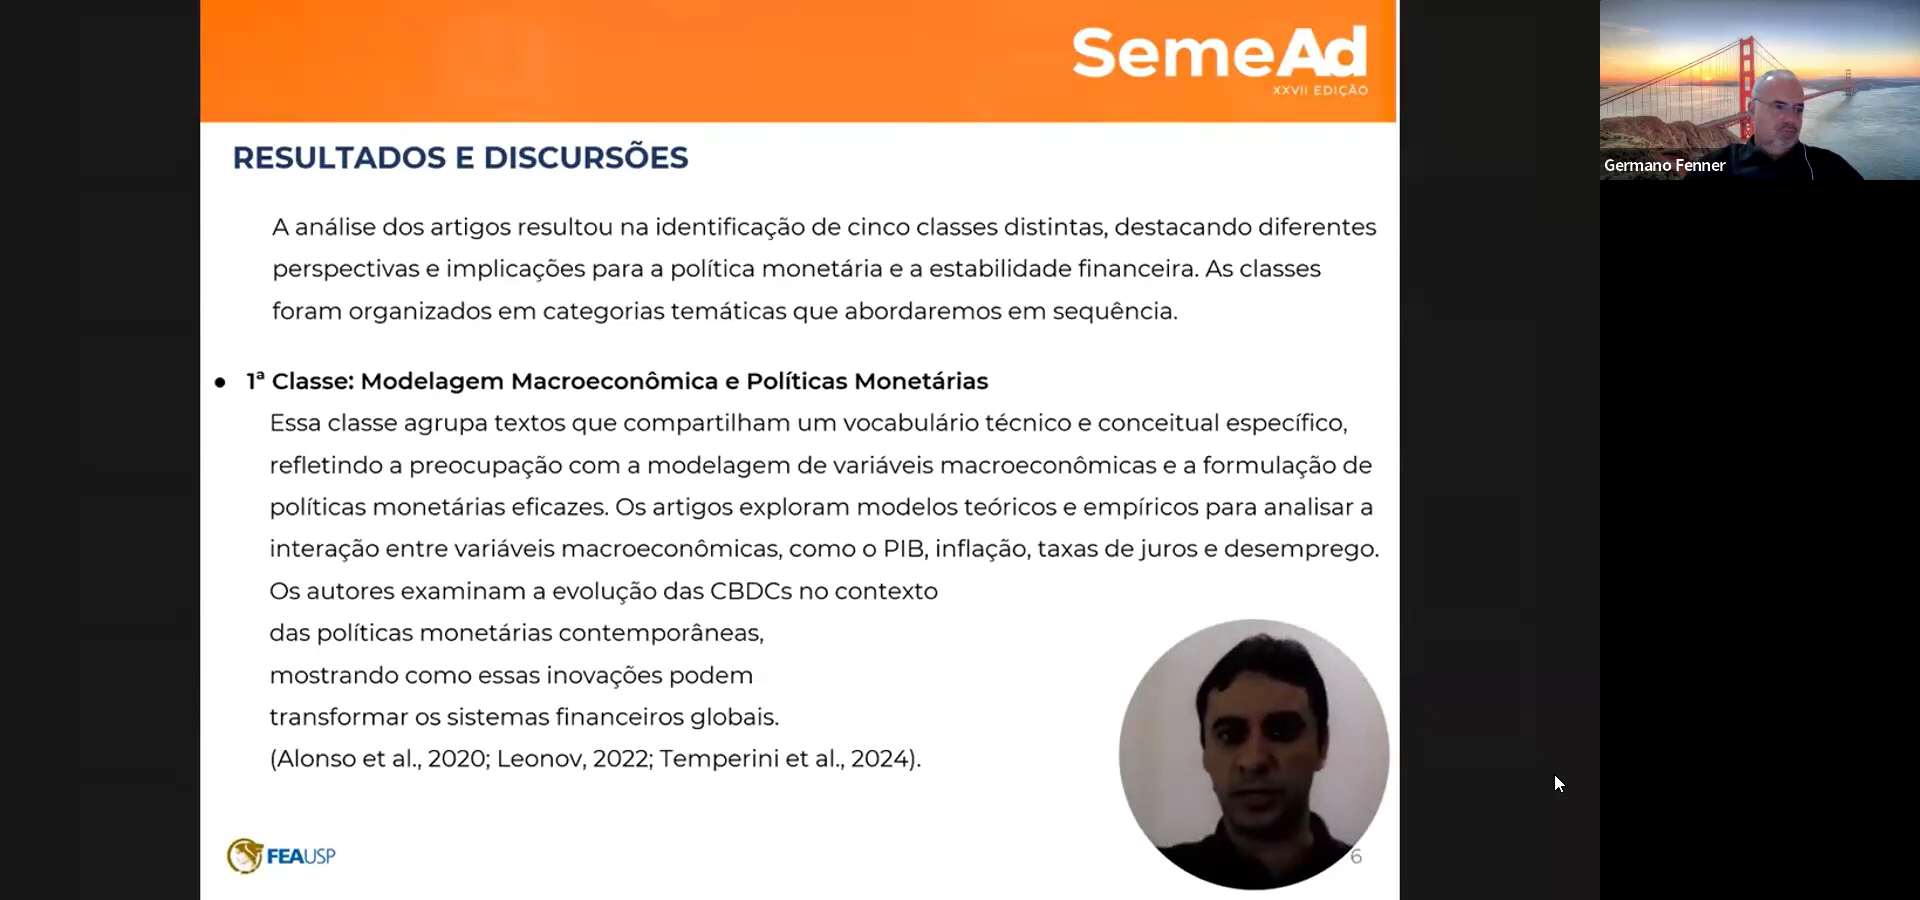 SemeAd
XXVII EDIÇÃO
RESULTADOS E DISCURSÕES
A análise dos artigos resultou na identificação de cinco classes distintas, destacando diferentes
perspectivas e implicações para a política monetária e a estabilidade financeira. As classes
foram organizados em categorias temáticas que abordaremos em sequência.
● 1ª Classe: Modelagem Macroeconômica e Políticas Monetárias
Essa classe agrupa textos que compartilham um vocabulário técnico e conceitual específico,
refletindo a preocupação com a modelagem de variáveis macroeconômicas e a formulação de
políticas monetárias eficazes. Os artigos exploram modelos teóricos e empíricos para analisar a
interação entre variáveis macroeconômicas, como o PIB, inflação, taxas de juros e desemprego.
Os autores examinam a evolução das CBDCs no contexto
das políticas monetárias contemporâneas,
mostrando como essas inovações podem
transformar os sistemas financeiros globais.
(Alonso et al., 2020; Leonov, 2022; Temperini et al., 2024).
FEAUSP
6
Germano Fenner